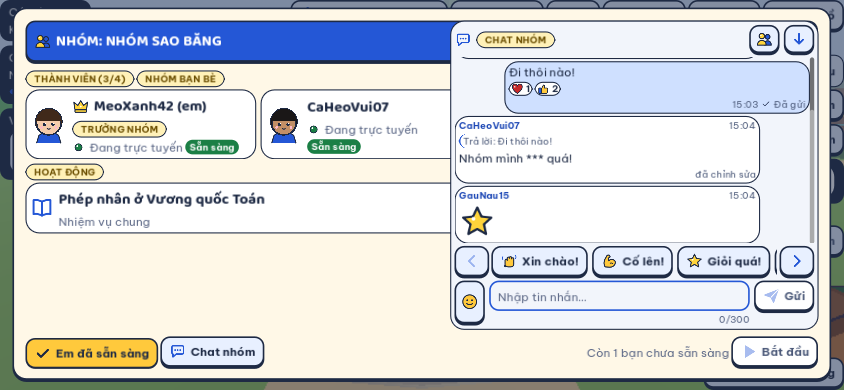 NHÓM: NHÓM SAO BĂNG
THÀNH VIÊN (3/4)
NHÓM BẠN BÈ
MeoXanh42 (em)
TRƯỞNG NHÓM
Đang trực tuyến
Sẵn sàng
CaHeoVui07
Đang trực tuyến
Sẵn sàng
HOẠT ĐỘNG
Phép nhân ở Vương quốc Toán
Nhiệm vụ chung
Em đã sẵn sàng
Chat nhóm
CHAT NHÓM
Đi thôi nào!
1
2
15:03 ✓ Đã gửi
CaHeoVui07 15:04
Trả lời: Đi thôi nào!
Nhóm mình *** quá!
đã chỉnh sửa
GauNau15 15:04
Xin chào!
Cố lên!
Giỏi quá!
Nhập tin nhắn...
Gửi
0/300
Còn 1 bạn chưa sẵn sàng
Bắt đầu